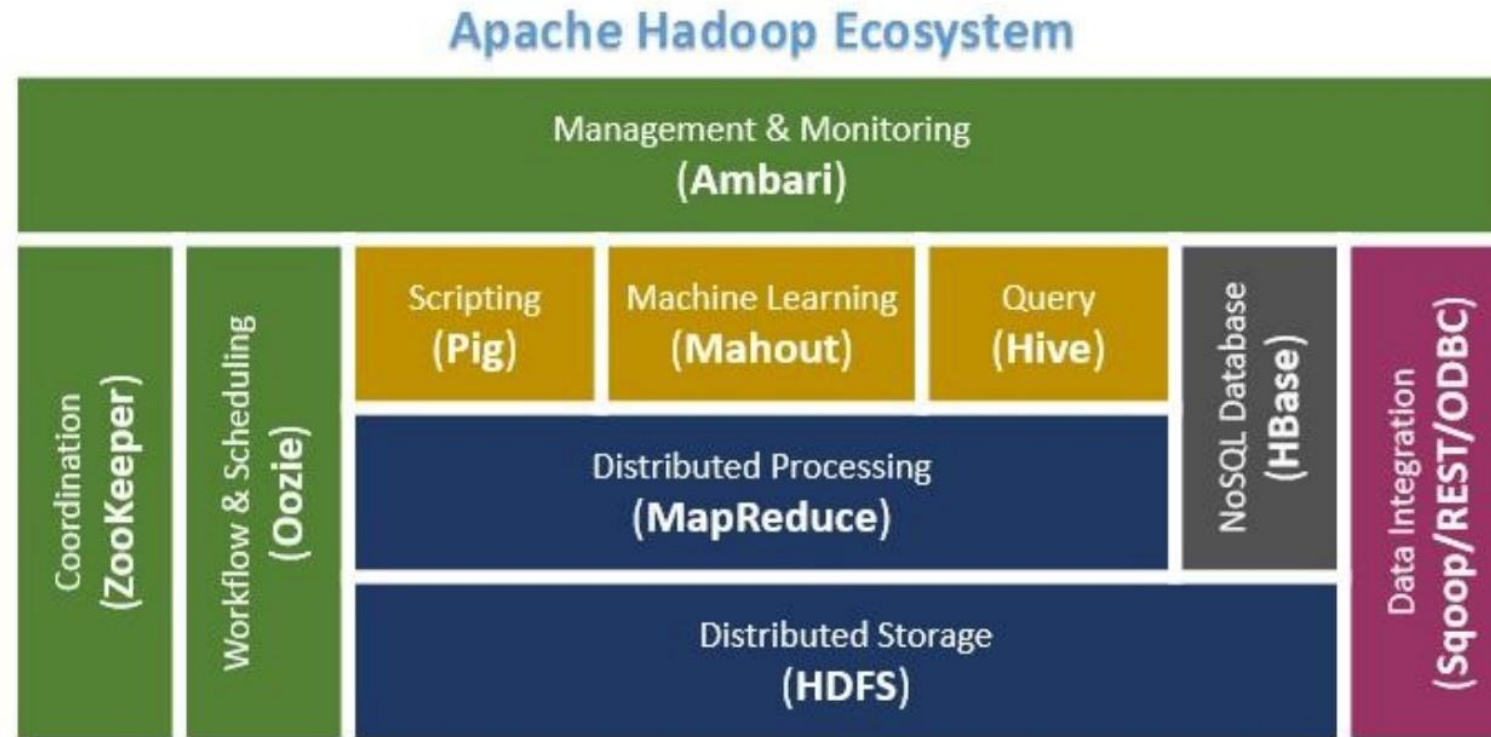 Apache Hadoop Ecosystem
Management & Monitoring
(Ambari)
Coordination
(ZooKeeper)
Workflow & Scheduling
(Oozie)
Scripting
(Pig)
Machine Learning
(Mahout)
Query
(Hive)
Distributed Processing
(MapReduce)
Distributed Storage
(HDFS)
NoSQL Database
(HBase)
Data Integration
(Sqoop/REST/ODBC)